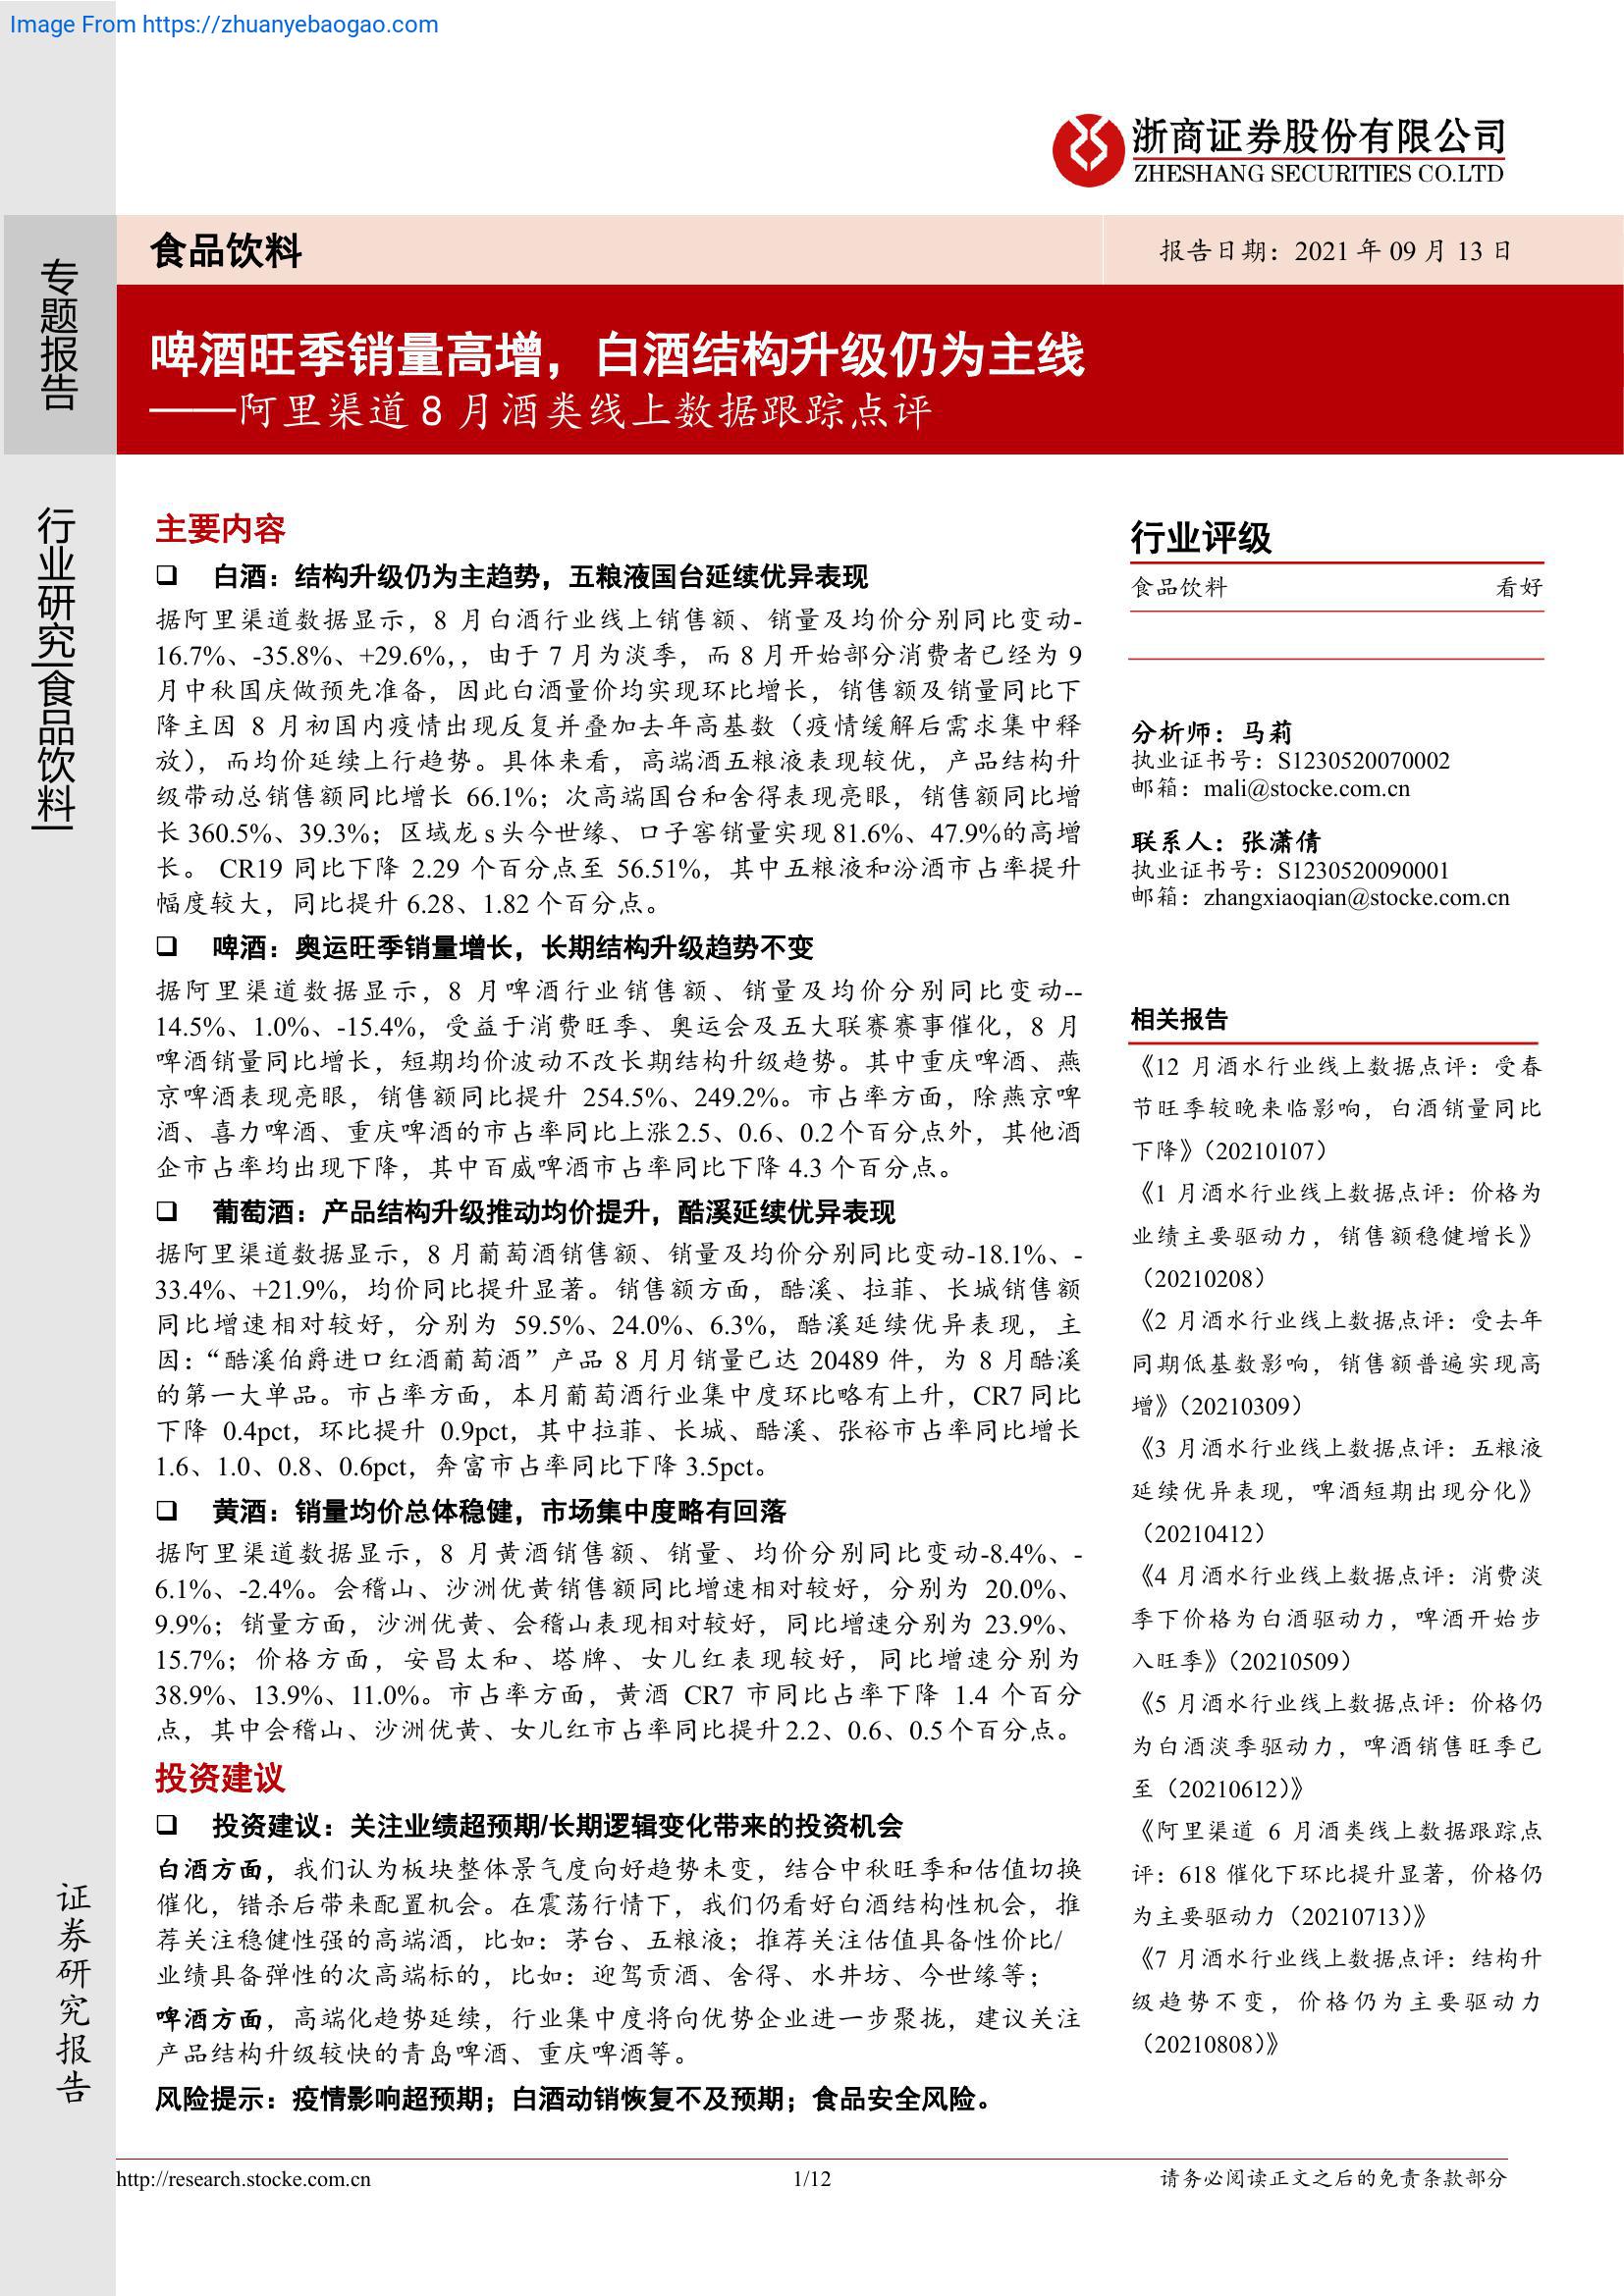 Image From https://zhuanyebaogao.com
浙商证券股份有限公司
ZHESHANG SECURITIES CO.LTD
专题报告
食品饮料
报告日期：2021 年 09 月 13 日
啤酒旺季销量高增，白酒结构升级仍为主线
——阿里渠道 8 月酒类线上数据跟踪点评
行业研究|食品饮料|
主要内容
❑ 白酒：结构升级仍为主趋势，五粮液国台延续优异表现
据阿里渠道数据显示，8 月白酒行业线上销售额、销量及均价分别同比变动-
16.7%、-35.8%、+29.6%，，由于 7 月为淡季，而 8 月开始部分消费者已经为 9
月中秋国庆做预先准备，因此白酒量价均实现环比增长，销售额及销量同比下
降主因 8 月初国内疫情出现反复并叠加去年高基数（疫情缓解后需求集中释
放），而均价延续上行趋势。具体来看，高端酒五粮液表现较优，产品结构升
级带动总销售额同比增长 66.1%；次高端国台和舍得表现亮眼，销售额同比增
长 360.5%、39.3%；区域龙 s 头今世缘、口子窖销量实现 81.6%、47.9%的高增
长。 CR19 同比下降 2.29 个百分点至 56.51%，其中五粮液和汾酒市占率提升
幅度较大，同比提升 6.28、1.82 个百分点。
❑ 啤酒：奥运旺季销量增长，长期结构升级趋势不变
据阿里渠道数据显示，8 月啤酒行业销售额、销量及均价分别同比变动--
14.5%、1.0%、-15.4%，受益于消费旺季、奥运会及五大联赛赛事催化，8 月
啤酒销量同比增长，短期均价波动不改长期结构升级趋势。其中重庆啤酒、燕
京啤酒表现亮眼，销售额同比提升 254.5%、249.2%。市占率方面，除燕京啤
酒、喜力啤酒、重庆啤酒的市占率同比上涨 2.5、0.6、0.2 个百分点外，其他酒
企市占率均出现下降，其中百威啤酒市占率同比下降 4.3 个百分点。
❑ 葡萄酒：产品结构升级推动均价提升，酷溪延续优异表现
据阿里渠道数据显示，8 月葡萄酒销售额、销量及均价分别同比变动-18.1%、-
33.4%、+21.9%，均价同比提升显著。销售额方面，酷溪、拉菲、长城销售额
同比增速相对较好，分别为 59.5%、24.0%、6.3%，酷溪延续优异表现，主
因：“酷溪伯爵进口红酒葡萄酒”产品 8 月月销量已达 20489 件，为 8 月酷溪
的第一大单品。市占率方面，本月葡萄酒行业集中度环比略有上升，CR7 同比
下降 0.4pct，环比提升 0.9pct，其中拉菲、长城、酷溪、张裕市占率同比增长
1.6、1.0、0.8、0.6pct，奔富市占率同比下降 3.5pct。
❑ 黄酒：销量均价总体稳健，市场集中度略有回落
据阿里渠道数据显示，8 月黄酒销售额、销量、均价分别同比变动-8.4%、-
6.1%、-2.4%。会稽山、沙洲优黄销售额同比增速相对较好，分别为 20.0%、
9.9%；销量方面，沙洲优黄、会稽山表现相对较好，同比增速分别为 23.9%、
15.7%；价格方面，安昌太和、塔牌、女儿红表现较好，同比增速分别为
38.9%、13.9%、11.0%。市占率方面，黄酒 CR7 市同比占率下降 1.4 个百分
点，其中会稽山、沙洲优黄、女儿红市占率同比提升 2.2、0.6、0.5 个百分点。
投资建议
❑ 投资建议：关注业绩超预期/长期逻辑变化带来的投资机会
白酒方面，我们认为板块整体景气度向好趋势未变，结合中秋旺季和估值切换
催化，错杀后带来配置机会。在震荡行情下，我们仍看好白酒结构性机会，推
荐关注稳健性强的高端酒，比如：茅台、五粮液；推荐关注估值具备性价比/
业绩具备弹性的次高端标的，比如：迎驾贡酒、舍得、水井坊、今世缘等；
啤酒方面，高端化趋势延续，行业集中度将向优势企业进一步聚拢，建议关注
产品结构升级较快的青岛啤酒、重庆啤酒等。
风险提示：疫情影响超预期；白酒动销恢复不及预期；食品安全风险。
行业评级
食品饮料 看好
分析师：马莉
执业证书号：S1230520070002
邮箱：mali@stocke.com.cn
联系人：张潇倩
执业证书号：S1230520090001
邮箱：zhangxiaoqian@stocke.com.cn
相关报告
《12 月酒水行业线上数据点评：受春
节旺季较晚来临影响，白酒销量同比
下降》（20210107）
《1 月酒水行业线上数据点评：价格为
业绩主要驱动力，销售额稳健增长》
（20210208）
《2 月酒水行业线上数据点评：受去年
同期低基数影响，销售额普遍实现高
增》（20210309）
《3 月酒水行业线上数据点评：五粮液
延续优异表现，啤酒短期出现分化》
（20210412）
《4 月酒水行业线上数据点评：消费淡
季下价格为白酒驱动力，啤酒开始步
入旺季》（20210509）
《5 月酒水行业线上数据点评：价格仍
为白酒淡季驱动力，啤酒销售旺季已
至（20210612）》
《阿里渠道 6 月酒类线上数据跟踪点
评：618 催化下环比提升显著，价格仍
为主要驱动力（20210713）》
《7 月酒水行业线上数据点评：结构升
级趋势不变，价格仍为主要驱动力
（20210808）》
证券研究报告
http://research.stocke.com.cn
1/12
请务必阅读正文之后的免责条款部分